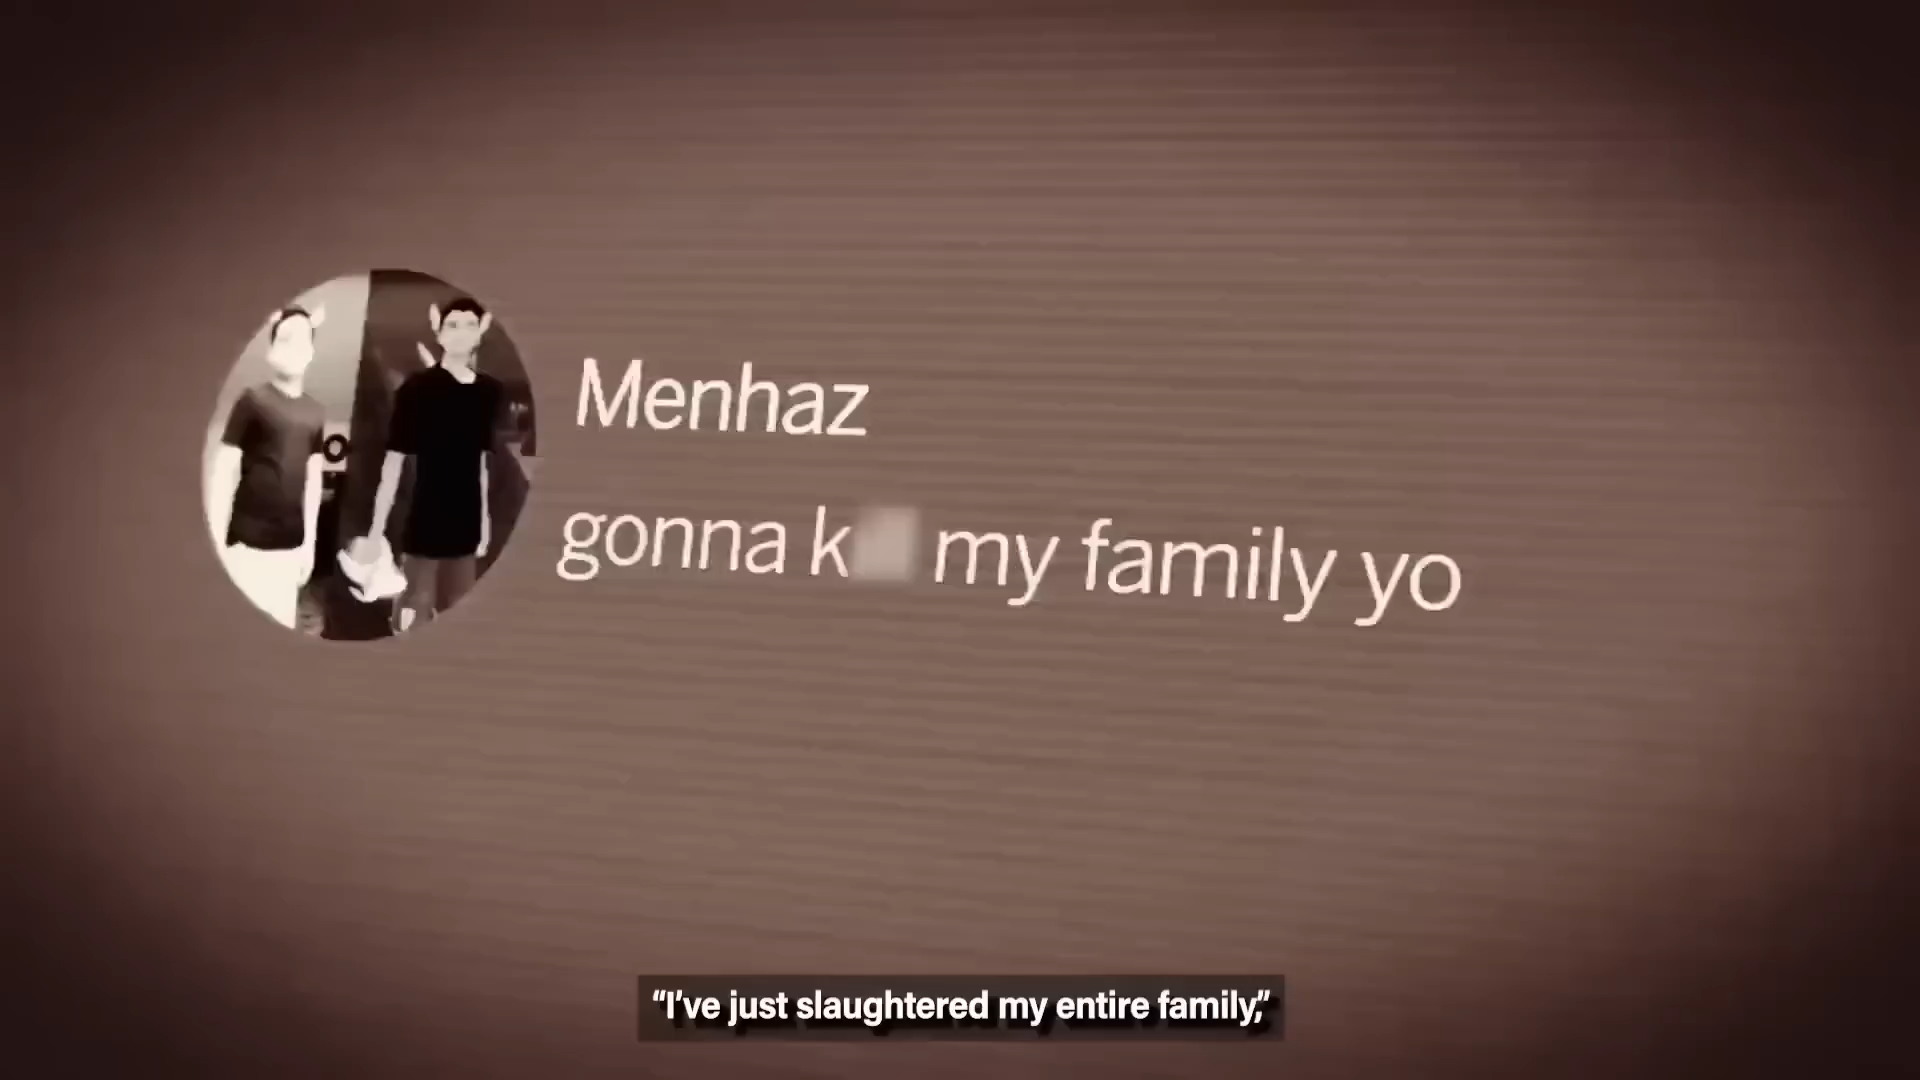 Menhaz
gonna k my family yo
“I’ve just slaughtered my entire family,”